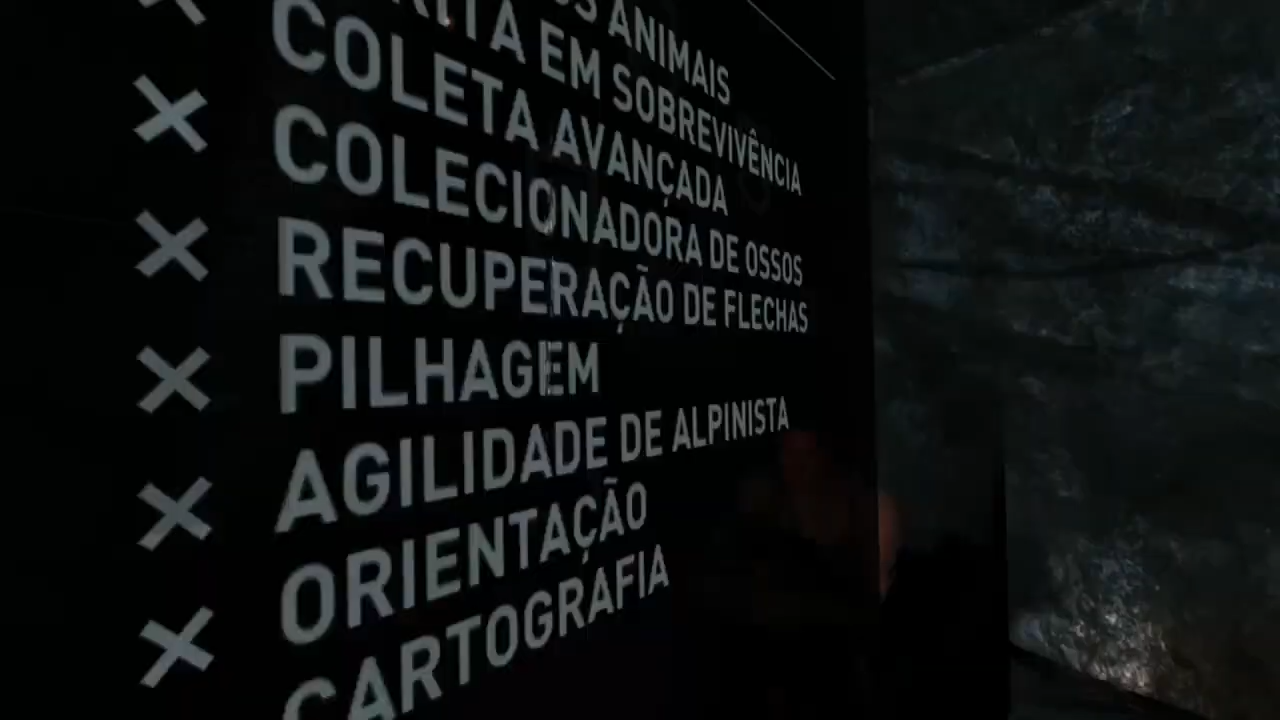 ANIMAIS
EM SOBREVIVÊNCIA
COLETA AVANÇADA
COLECIONADORA DE OSSOS
RECUPERAÇÃO DE FLECHAS
PILHAGEM
AGILIDADE DE ALPINISTA
ORIENTAÇÃO
CARTOGRAFIA